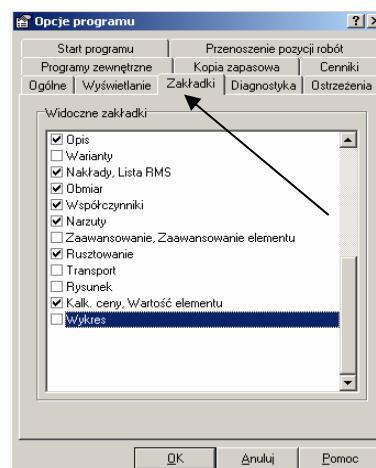 Opcje programu
Start programu Przenoszenie pozycji robót
Programy zewnętrzne Kopia zapasowa Cenniki
Ogólne Wyświetlanie Zakładki Diagnostyka Ostrzeżenia
Widoczne zakładki
Opis
Warianty
Nakłady, Lista RMS
Obmiar
Współczynniki
Narzuty
Zaawansowanie, Zaawansowanie elementu
Rusztowanie
Transport
Rysunek
Kalk. ceny, Wartość elementu
Wykres
OK Anuluj Pomoc